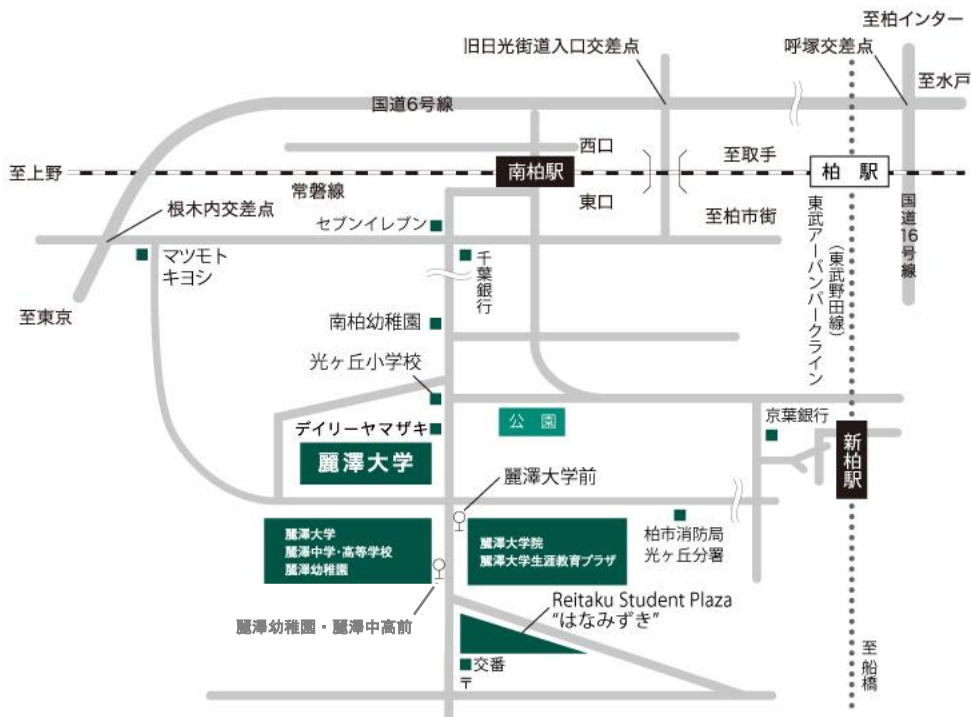 至柏インター
旧日光街道入口交差点
呼塚交差点
至水戸
国道6号線
西口
至取手
至上野
南柏駅
柏 駅
常磐線
東口
根木内交差点
セブンイレブン
至柏市街
国道16号線
マツモト
キヨシ
千葉銀行
東武アーバンパークライン
(東武野田線)
至東京
南柏幼稚園
光ヶ丘小学校
公 園
京葉銀行
デイリーヤマザキ
新柏駅
麗澤大学
麗澤大学前
麗澤大学
麗澤中学・高等学校
麗澤幼稚園
麗澤大学院
麗澤大学生涯教育プラザ
柏市消防局
光ヶ丘分署
麗澤幼稚園・麗澤中高前
Reitaku Student Plaza
“はなみずき”
至船橋
交番
〒